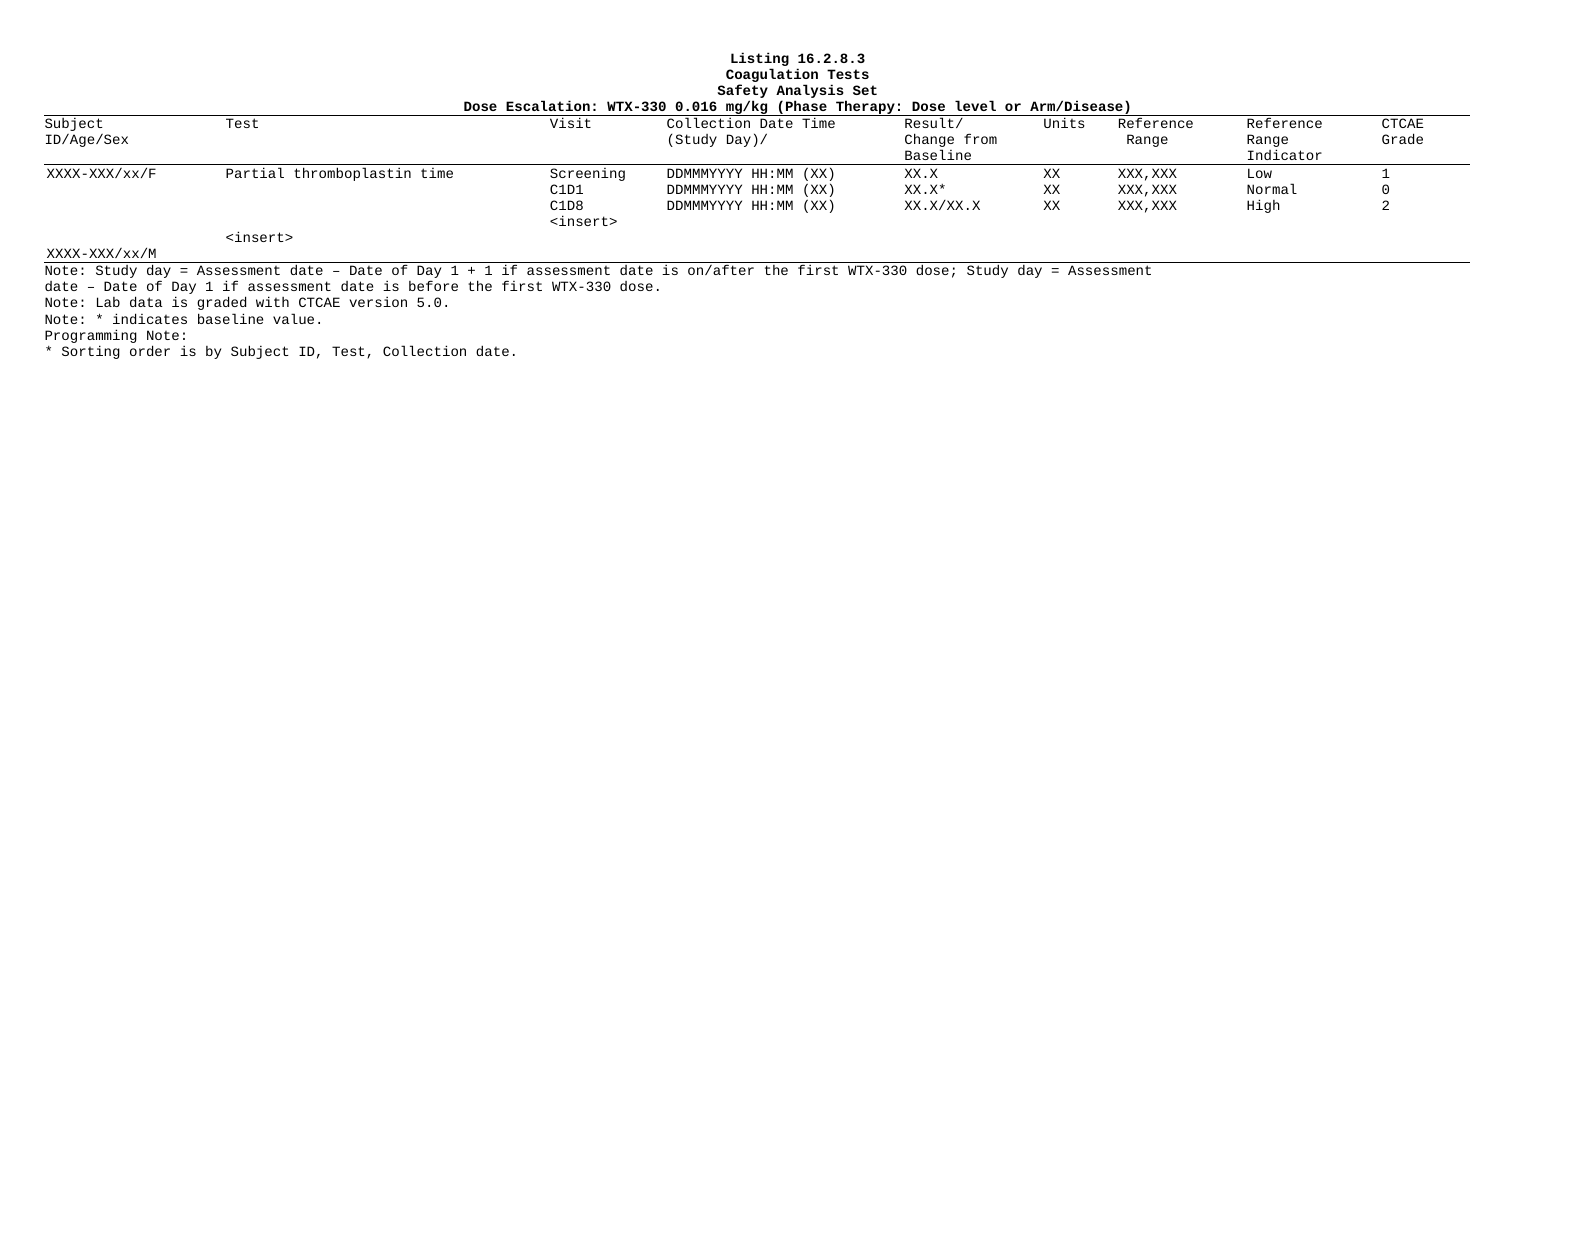 Listing 16.2.8.3
Coagulation Tests
Safety Analysis Set
Dose Escalation: WTX-330 0.016 mg/kg (Phase Therapy: Dose level or Arm/Disease)
Subject Test Visit Collection Date Time Result/ Units Reference Reference CTCAE
ID/Age/Sex (Study Day)/ Change from Range Range Grade
Baseline Indicator
XXXX-XXX/xx/F Partial thromboplastin time Screening DDMMMYYYY HH:MM (XX) XX.X XX XXX,XXX Low 1
C1D1 DDMMMYYYY HH:MM (XX) XX.X* XX XXX,XXX Normal 0
C1D8 DDMMMYYYY HH:MM (XX) XX.X/XX.X XX XXX,XXX High 2
<insert>
<insert>
XXXX-XXX/xx/M
Note: Study day = Assessment date – Date of Day 1 + 1 if assessment date is on/after the first WTX-330 dose; Study day = Assessment
date – Date of Day 1 if assessment date is before the first WTX-330 dose.
Note: Lab data is graded with CTCAE version 5.0.
Note: * indicates baseline value.
Programming Note:
* Sorting order is by Subject ID, Test, Collection date.